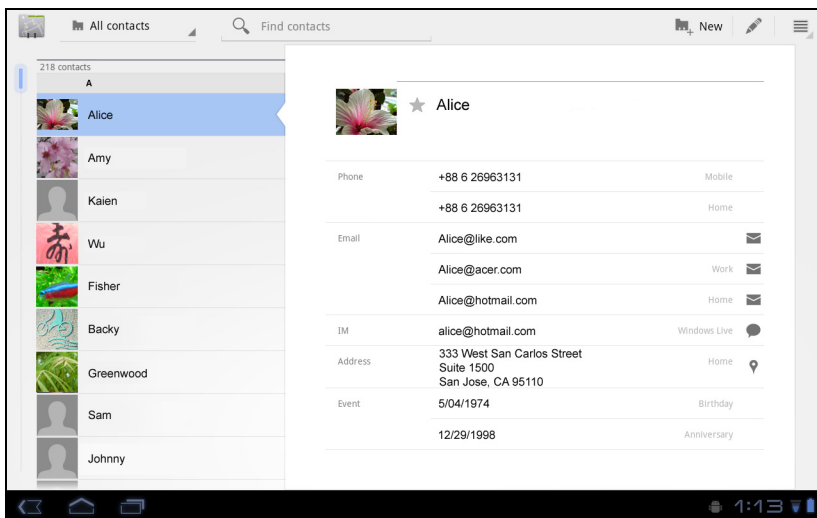 All contacts
Find contacts
New
218 contacts
A
Alice
Amy
Kaien
Wu
Fisher
Backy
Greenwood
Sam
Johnny
Alice
Phone +88 6 26963131 Mobile
+88 6 26963131 Home
Email Alice@like.com
Alice@acer.com Work
Alice@hotmail.com Home
IM alice@hotmail.com Windows Live
Address 333 West San Carlos Street Home
Suite 1500
San Jose, CA 95110
Event 5/04/1974 Birthday
12/29/1998 Anniversary
1:13